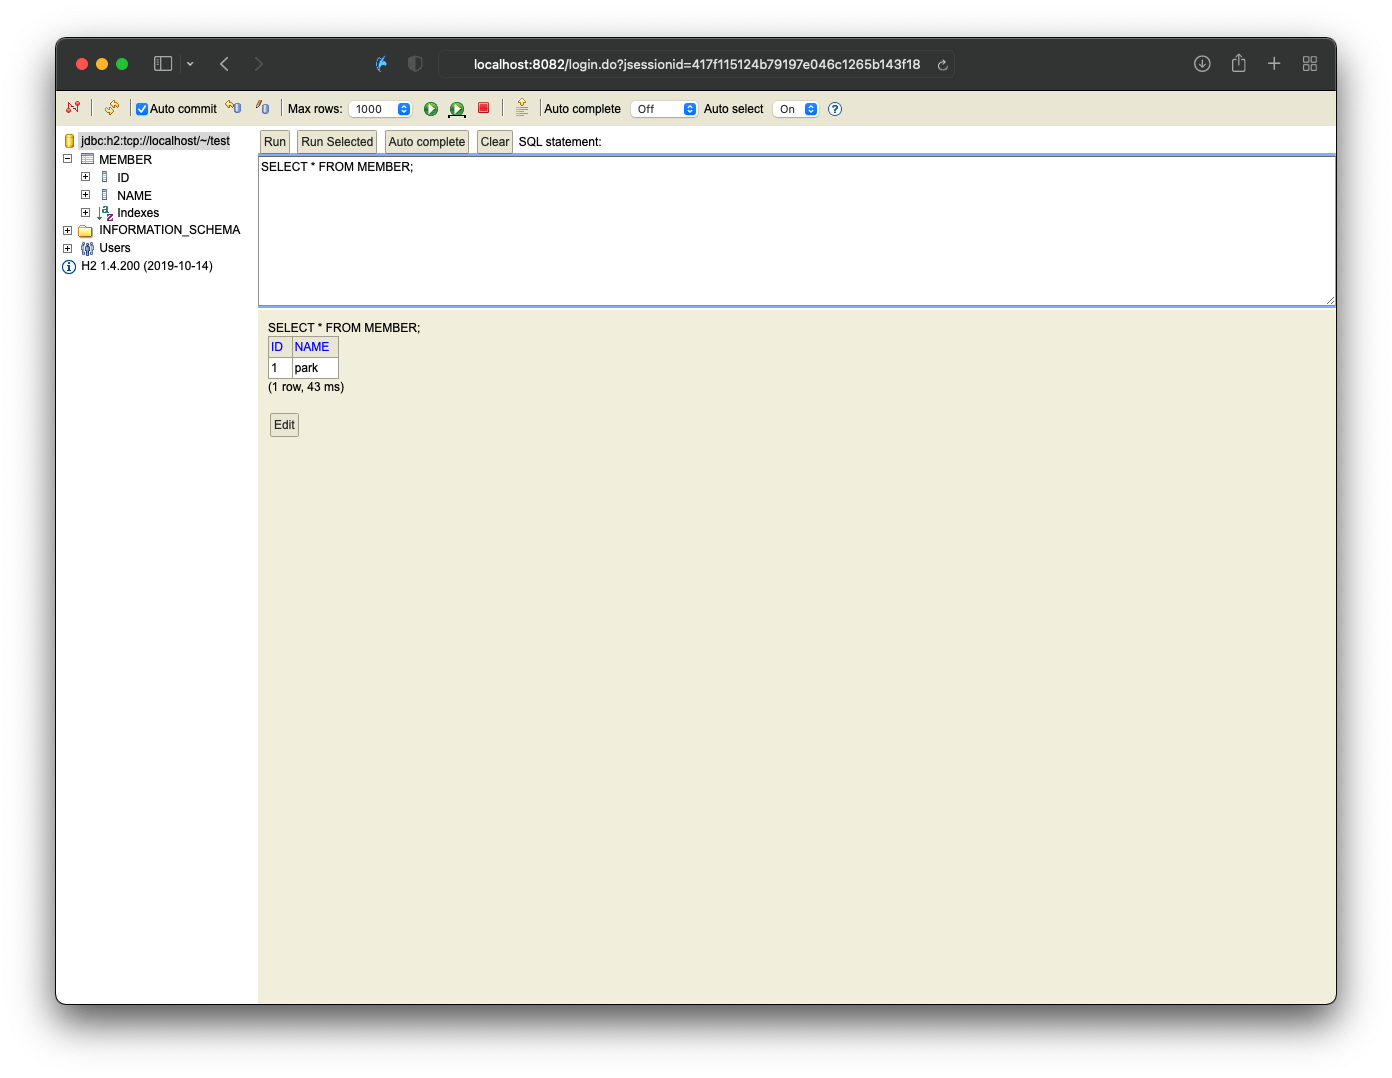 localhost:8082/login.do?jsessionid=417f115124b79197e046c1265b143f18
Auto commit Max rows: 1000 Auto complete Off Auto select On
jdbc:h2:tcp://localhost/~/test
MEMBER
ID
NAME
Indexes
INFORMATION_SCHEMA
Users
H2 1.4.200 (2019-10-14)
Run Run Selected Auto complete Clear SQL statement:
SELECT * FROM MEMBER;
SELECT * FROM MEMBER;
ID NAME
1 park
(1 row, 43 ms)
Edit